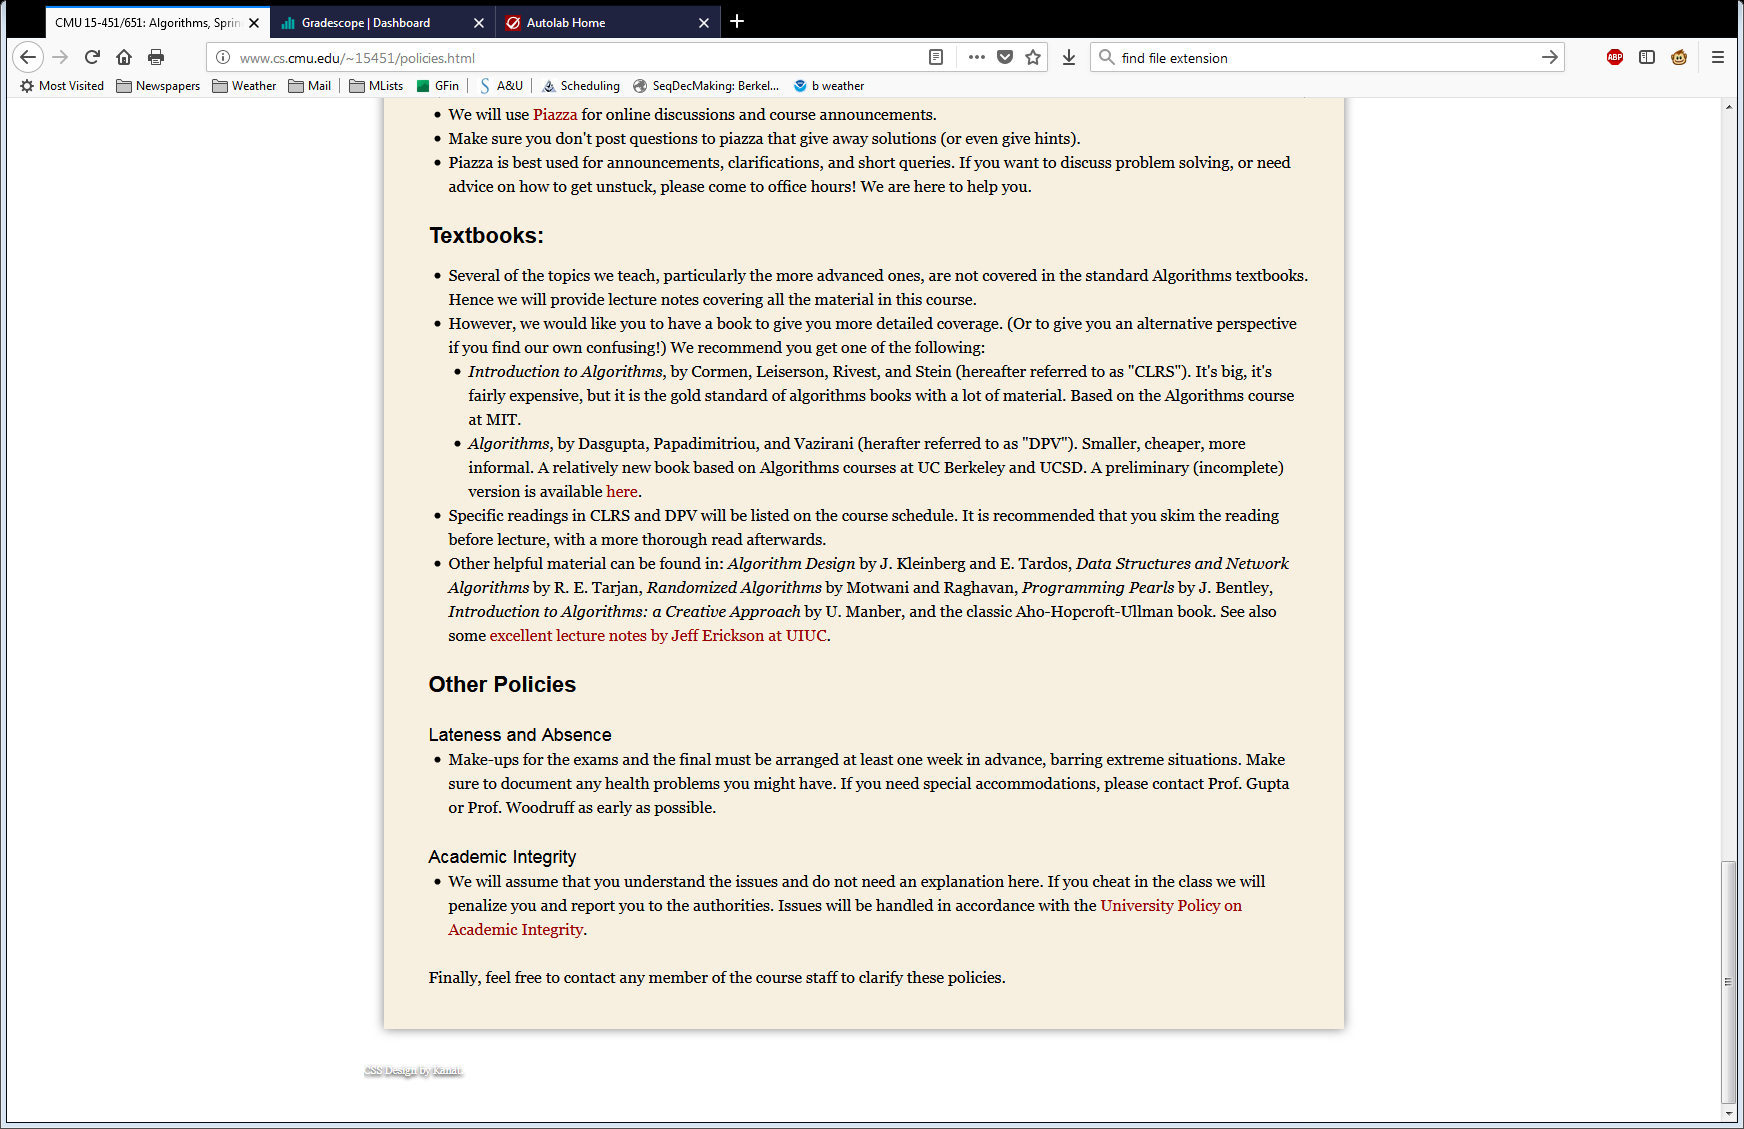 CMU 15-451/651: Algorithms, Sprin
Gradescope | Dashboard
Autolab Home
www.cs.cmu.edu/~15451/policies.html
find file extension
ABP
Most Visited Newspapers Weather Mail MLists GFin A&U Scheduling SeqDecMaking: Berkel... b weather
• We will use Piazza for online discussions and course announcements.
• Make sure you don't post questions to piazza that give away solutions (or even give hints).
• Piazza is best used for announcements, clarifications, and short queries. If you want to discuss problem solving, or need
advice on how to get unstuck, please come to office hours! We are here to help you.
Textbooks:
• Several of the topics we teach, particularly the more advanced ones, are not covered in the standard Algorithms textbooks.
Hence we will provide lecture notes covering all the material in this course.
• However, we would like you to have a book to give you more detailed coverage. (Or to give you an alternative perspective
if you find our own confusing!) We recommend you get one of the following:
• Introduction to Algorithms, by Cormen, Leiserson, Rivest, and Stein (hereafter referred to as "CLRS"). It's big, it's
fairly expensive, but it is the gold standard of algorithms books with a lot of material. Based on the Algorithms course
at MIT.
• Algorithms, by Dasgupta, Papadimitriou, and Vazirani (herafter referred to as "DPV"). Smaller, cheaper, more
informal. A relatively new book based on Algorithms courses at UC Berkeley and UCSD. A preliminary (incomplete)
version is available here.
• Specific readings in CLRS and DPV will be listed on the course schedule. It is recommended that you skim the reading
before lecture, with a more thorough read afterwards.
• Other helpful material can be found in: Algorithm Design by J. Kleinberg and E. Tardos, Data Structures and Network
Algorithms by R. E. Tarjan, Randomized Algorithms by Motwani and Raghavan, Programming Pearls by J. Bentley,
Introduction to Algorithms: a Creative Approach by U. Manber, and the classic Aho-Hopcroft-Ullman book. See also
some excellent lecture notes by Jeff Erickson at UIUC.
Other Policies
Lateness and Absence
• Make-ups for the exams and the final must be arranged at least one week in advance, barring extreme situations. Make
sure to document any health problems you might have. If you need special accommodations, please contact Prof. Gupta
or Prof. Woodruff as early as possible.
Academic Integrity
• We will assume that you understand the issues and do not need an explanation here. If you cheat in the class we will
penalize you and report you to the authorities. Issues will be handled in accordance with the University Policy on
Academic Integrity.
Finally, feel free to contact any member of the course staff to clarify these policies.
CSS Design by Kanat.